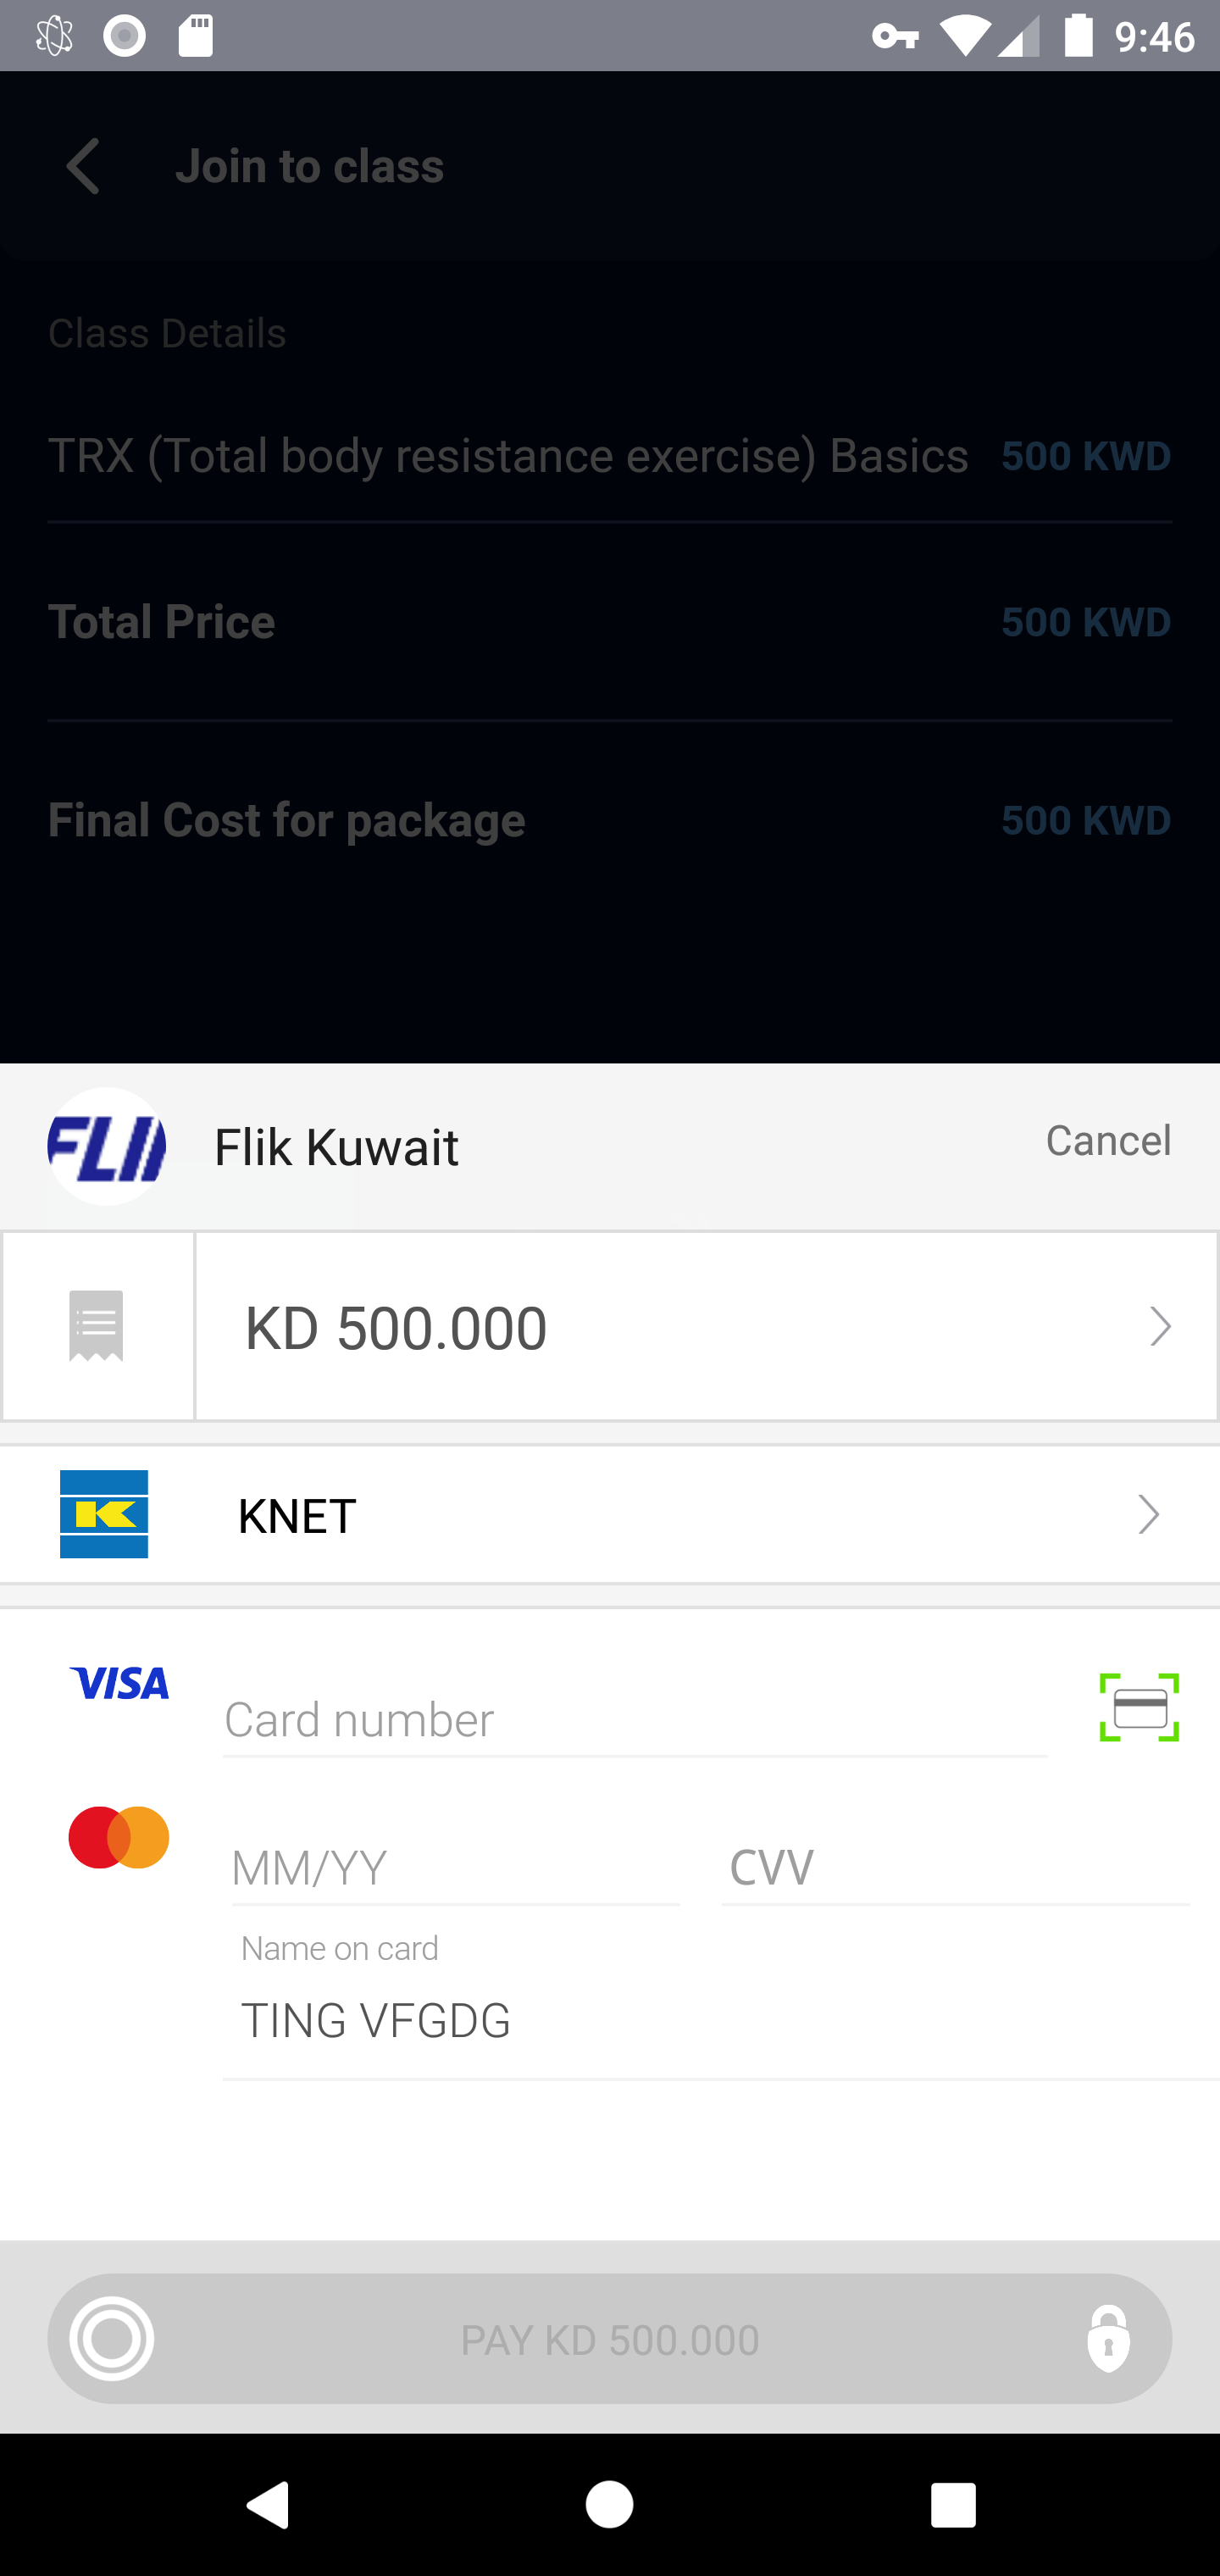 9:46
Join to class
Class Details
TRX (Total body resistance exercise) Basics 500 KWD
Total Price 500 KWD
Final Cost for package 500 KWD
FLII
Flik Kuwait
Cancel
KD 500.000
K
KNET
VISA
Card number
MM/YY
CVV
Name on card
TING VFGDG
PAY KD 500.000